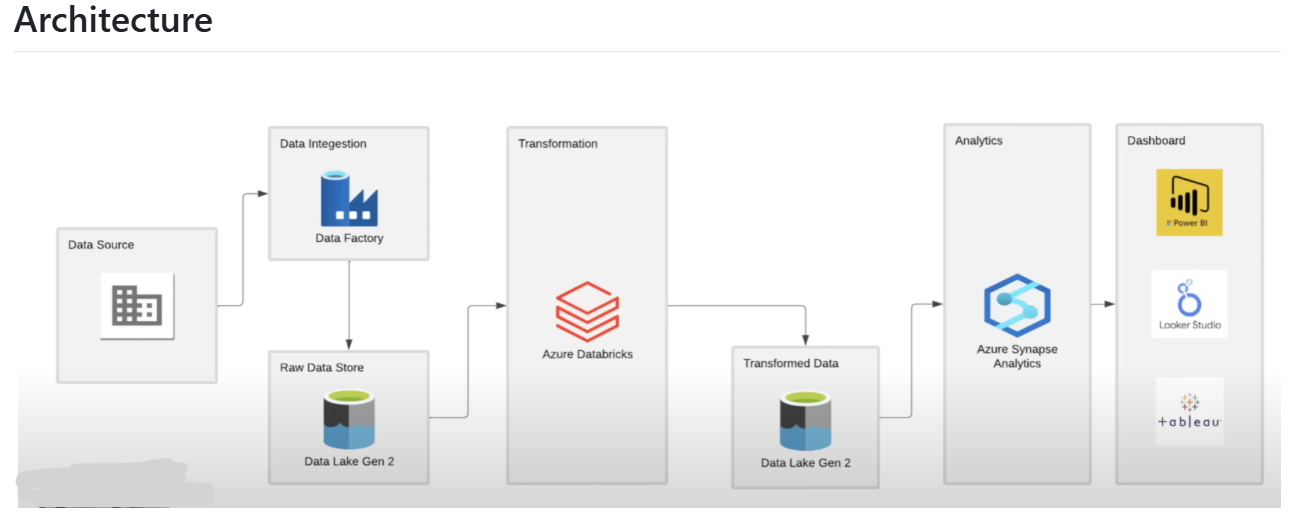 Architecture
Data Source
Data Integestion
Data Factory
Raw Data Store
Data Lake Gen 2
Transformation
Azure Databricks
Transformed Data
Data Lake Gen 2
Analytics
Azure Synapse
Analytics
Dashboard
Power BI
Looker Studio
+ableau